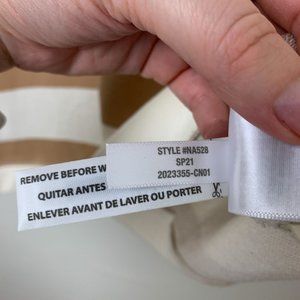 STYLE #NA528
SP21
2023355-CN01
REMOVE BEFORE W
QUITAR ANTES
ENLEVER AVANT DE LAVER OU PORTER